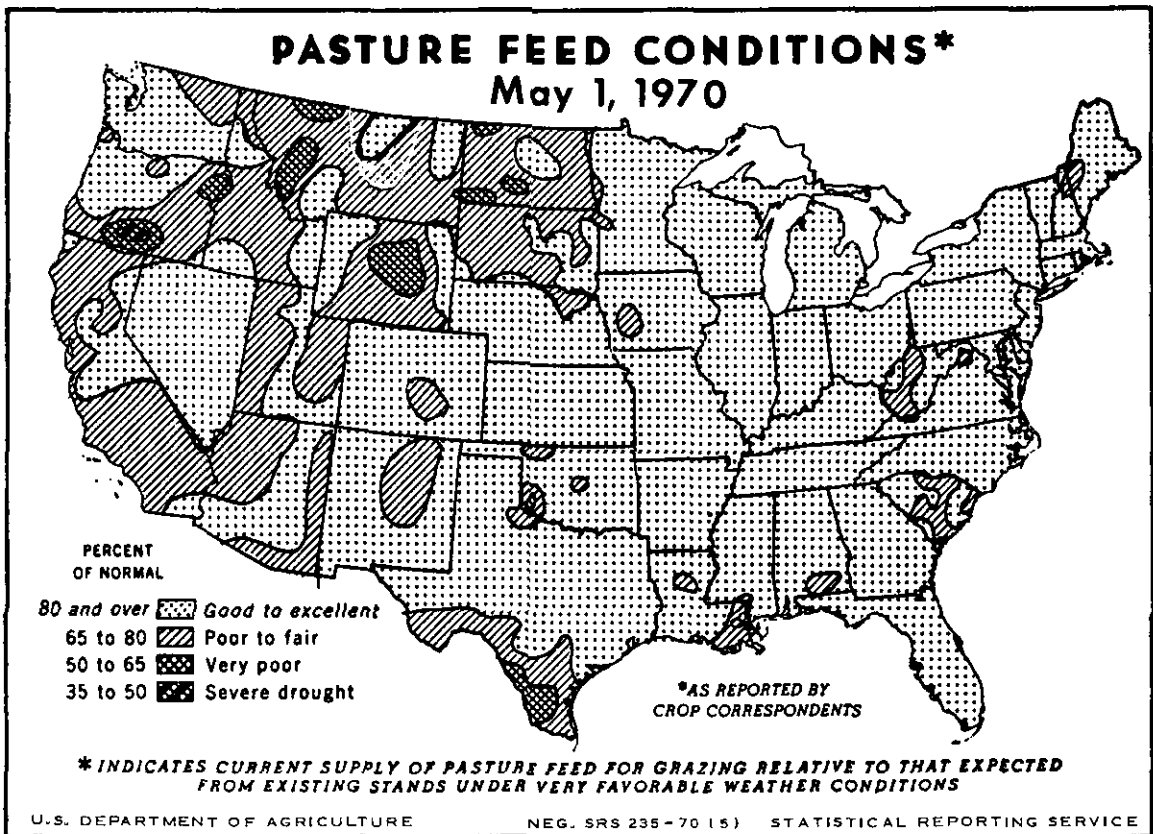 PASTURE FEED CONDITIONS*
May 1, 1970
PERCENT
OF NORMAL
80 and over Good to excellent
65 to 80 Poor to fair
50 to 65 Very poor
35 to 50 Severe drought
*AS REPORTED BY
CROP CORRESPONDENTS
* INDICATES CURRENT SUPPLY OF PASTURE FEED FOR GRAZING RELATIVE TO THAT EXPECTED
FROM EXISTING STANDS UNDER VERY FAVORABLE WEATHER CONDITIONS
U.S. DEPARTMENT OF AGRICULTURE NEG. SRS 235-70 (5) STATISTICAL REPORTING SERVICE